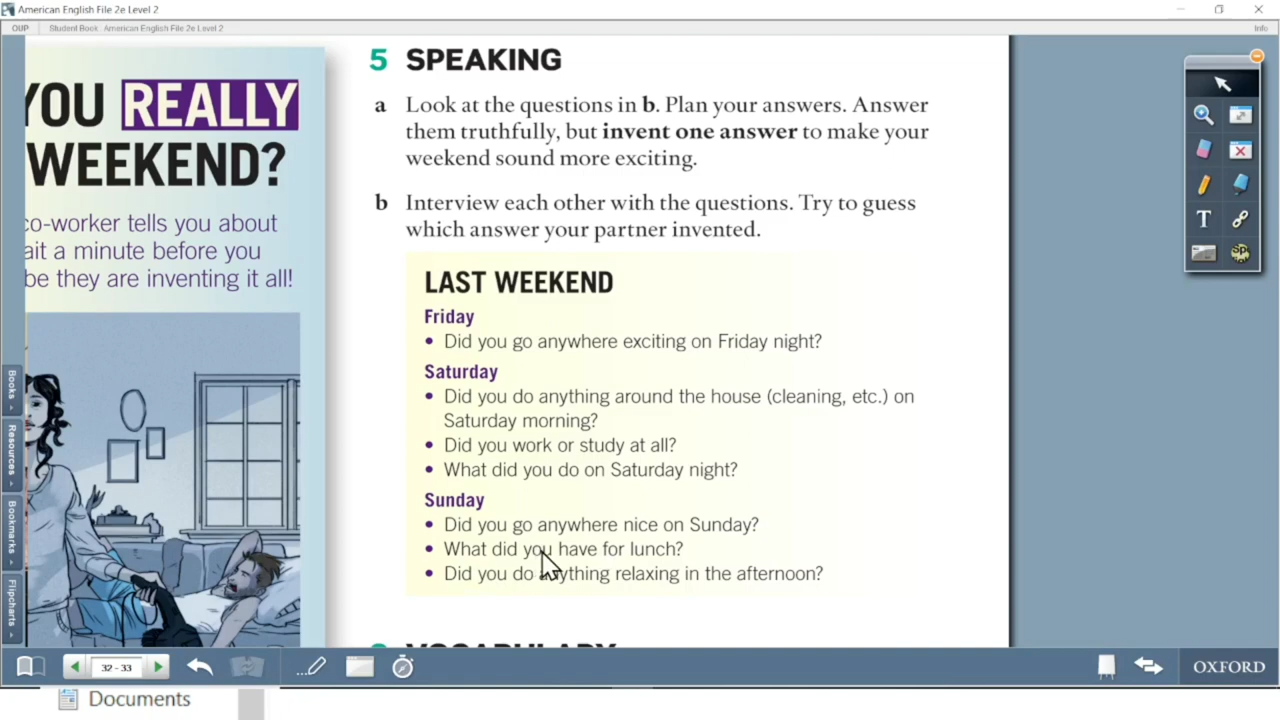 American English File 2e Level 2
OUP
Student Book: American English File 2e Level 2
Info
YOU REALLY
WEEKEND?
co-worker tells you about
ait a minute before you
be they are inventing it all!
5 SPEAKING
a Look at the questions in b. Plan your answers. Answer
them truthfully, but invent one answer to make your
weekend sound more exciting.
b Interview each other with the questions. Try to guess
which answer your partner invented.
LAST WEEKEND
Friday
• Did you go anywhere exciting on Friday night?
Saturday
• Did you do anything around the house (cleaning, etc.) on
Saturday morning?
• Did you work or study at all?
• What did you do on Saturday night?
Sunday
• Did you go anywhere nice on Sunday?
• What did you have for lunch?
• Did you do anything relaxing in the afternoon?
VOCABULARY
Books
Resources
Bookmarks
Flipcharts
T
32 - 33
OXFORD
Documents